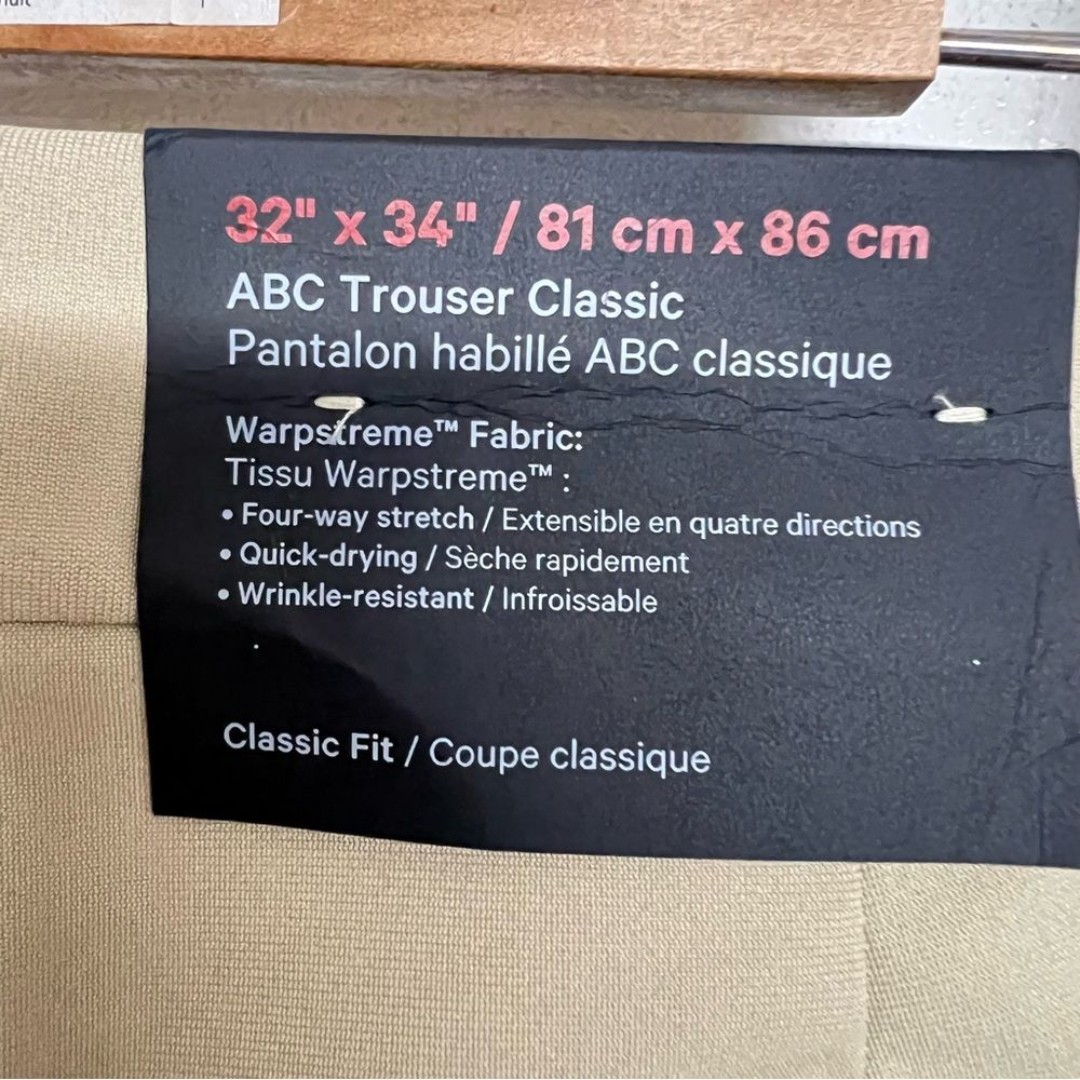 32" x 34" / 81 cm x 86 cm
ABC Trouser Classic
Pantalon habillé ABC classique
Warpstreme™ Fabric:
Tissu Warpstreme™ :
• Four-way stretch / Extensible en quatre directions
• Quick-drying / Sèche rapidement
• Wrinkle-resistant / Infroissable
Classic Fit / Coupe classique